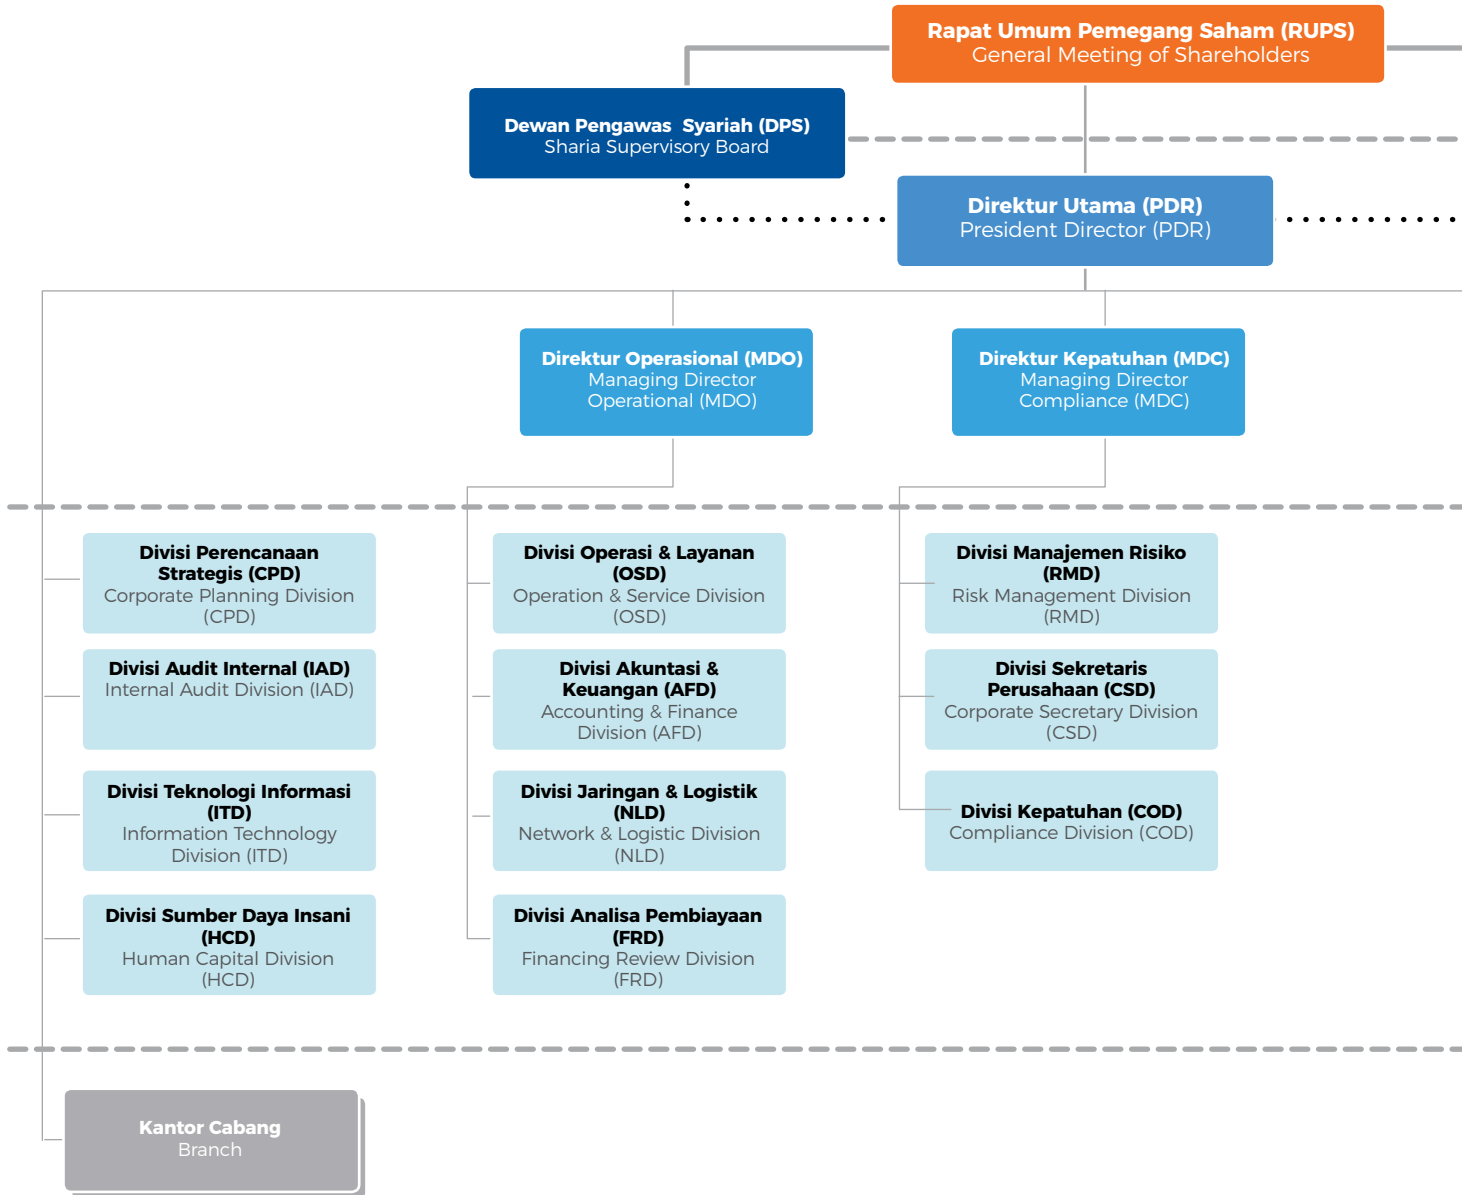 Rapat Umum Pemegang Saham (RUPS)
General Meeting of Shareholders
Dewan Pengawas Syariah (DPS)
Sharia Supervisory Board
Direktur Utama (PDR)
President Director (PDR)
Direktur Operasional (MDO)
Managing Director
Operational (MDO)
Direktur Kepatuhan (MDC)
Managing Director
Compliance (MDC)
Divisi Perencanaan
Strategis (CPD)
Corporate Planning Division
(CPD)
Divisi Audit Internal (IAD)
Internal Audit Division (IAD)
Divisi Teknologi Informasi
(ITD)
Information Technology
Division (ITD)
Divisi Sumber Daya Insani
(HCD)
Human Capital Division
(HCD)
Divisi Operasi & Layanan
(OSD)
Operation & Service Division
(OSD)
Divisi Akuntasi &
Keuangan (AFD)
Accounting & Finance
Division (AFD)
Divisi Jaringan & Logistik
(NLD)
Network & Logistic Division
(NLD)
Divisi Analisa Pembiayaan
(FRD)
Financing Review Division
(FRD)
Divisi Manajemen Risiko
(RMD)
Risk Management Division
(RMD)
Divisi Sekretaris
Perusahaan (CSD)
Corporate Secretary Division
(CSD)
Divisi Kepatuhan (COD)
Compliance Division (COD)
Kantor Cabang
Branch